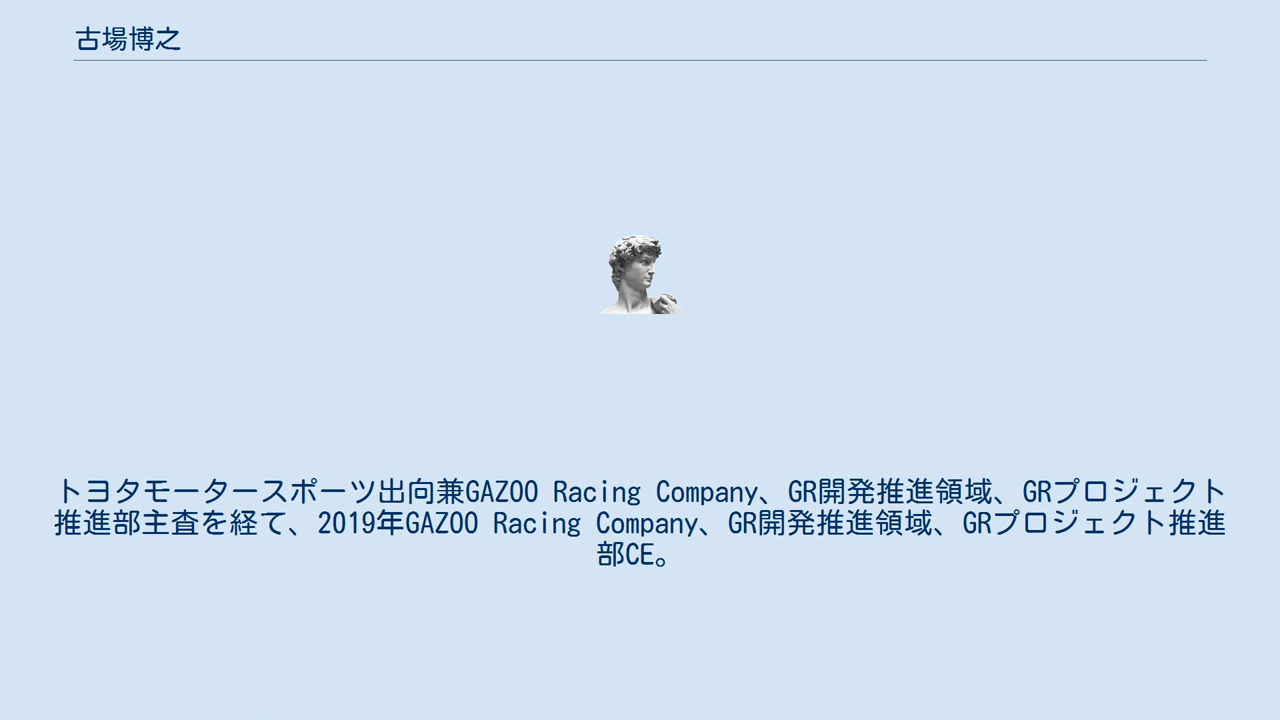 古場博之
トヨタモータースポーツ出向兼GAZOO Racing Company、GR開発推進領域、GRプロジェクト
推進部主査を経て、2019年GAZOO Racing Company、GR開発推進領域、GRプロジェクト推進
部CE。